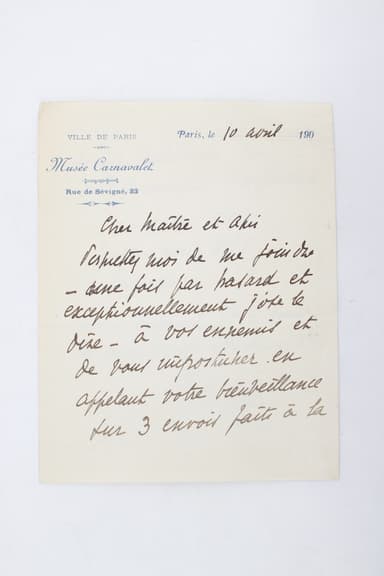 VILLE DE PARIS
Musée Carnavalet
Rue de Sévigné, 23
Paris, le 10 avril 190
Cher Maître et Ami
Permettez moi de me joindre
- une fois par hasard et
exceptionnellement j'ose le
dire - à vos ennemis et
de vous en
appelant votre bienveillance
sur 3 envois faits à la